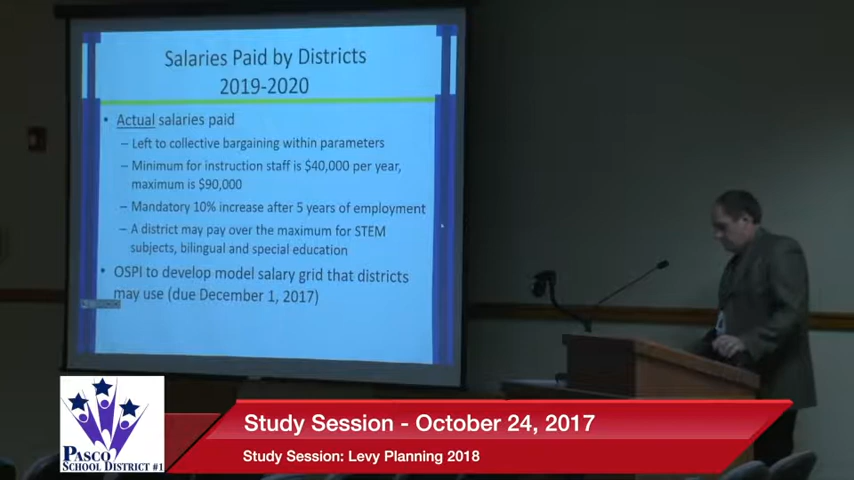 Salaries Paid by Districts
2019-2020
• Actual salaries paid
– Left to collective bargaining within parameters
– Minimum for instruction staff is $40,000 per year,
maximum is $90,000
– Mandatory 10% increase after 5 years of employment
– A district may pay over the maximum for STEM
subjects, bilingual and special education
• OSPI to develop model salary grid that districts
may use (due December 1, 2017)
Study Session - October 24, 2017
Study Session: Levy Planning 2018
PASCO
SCHOOL DISTRICT #1